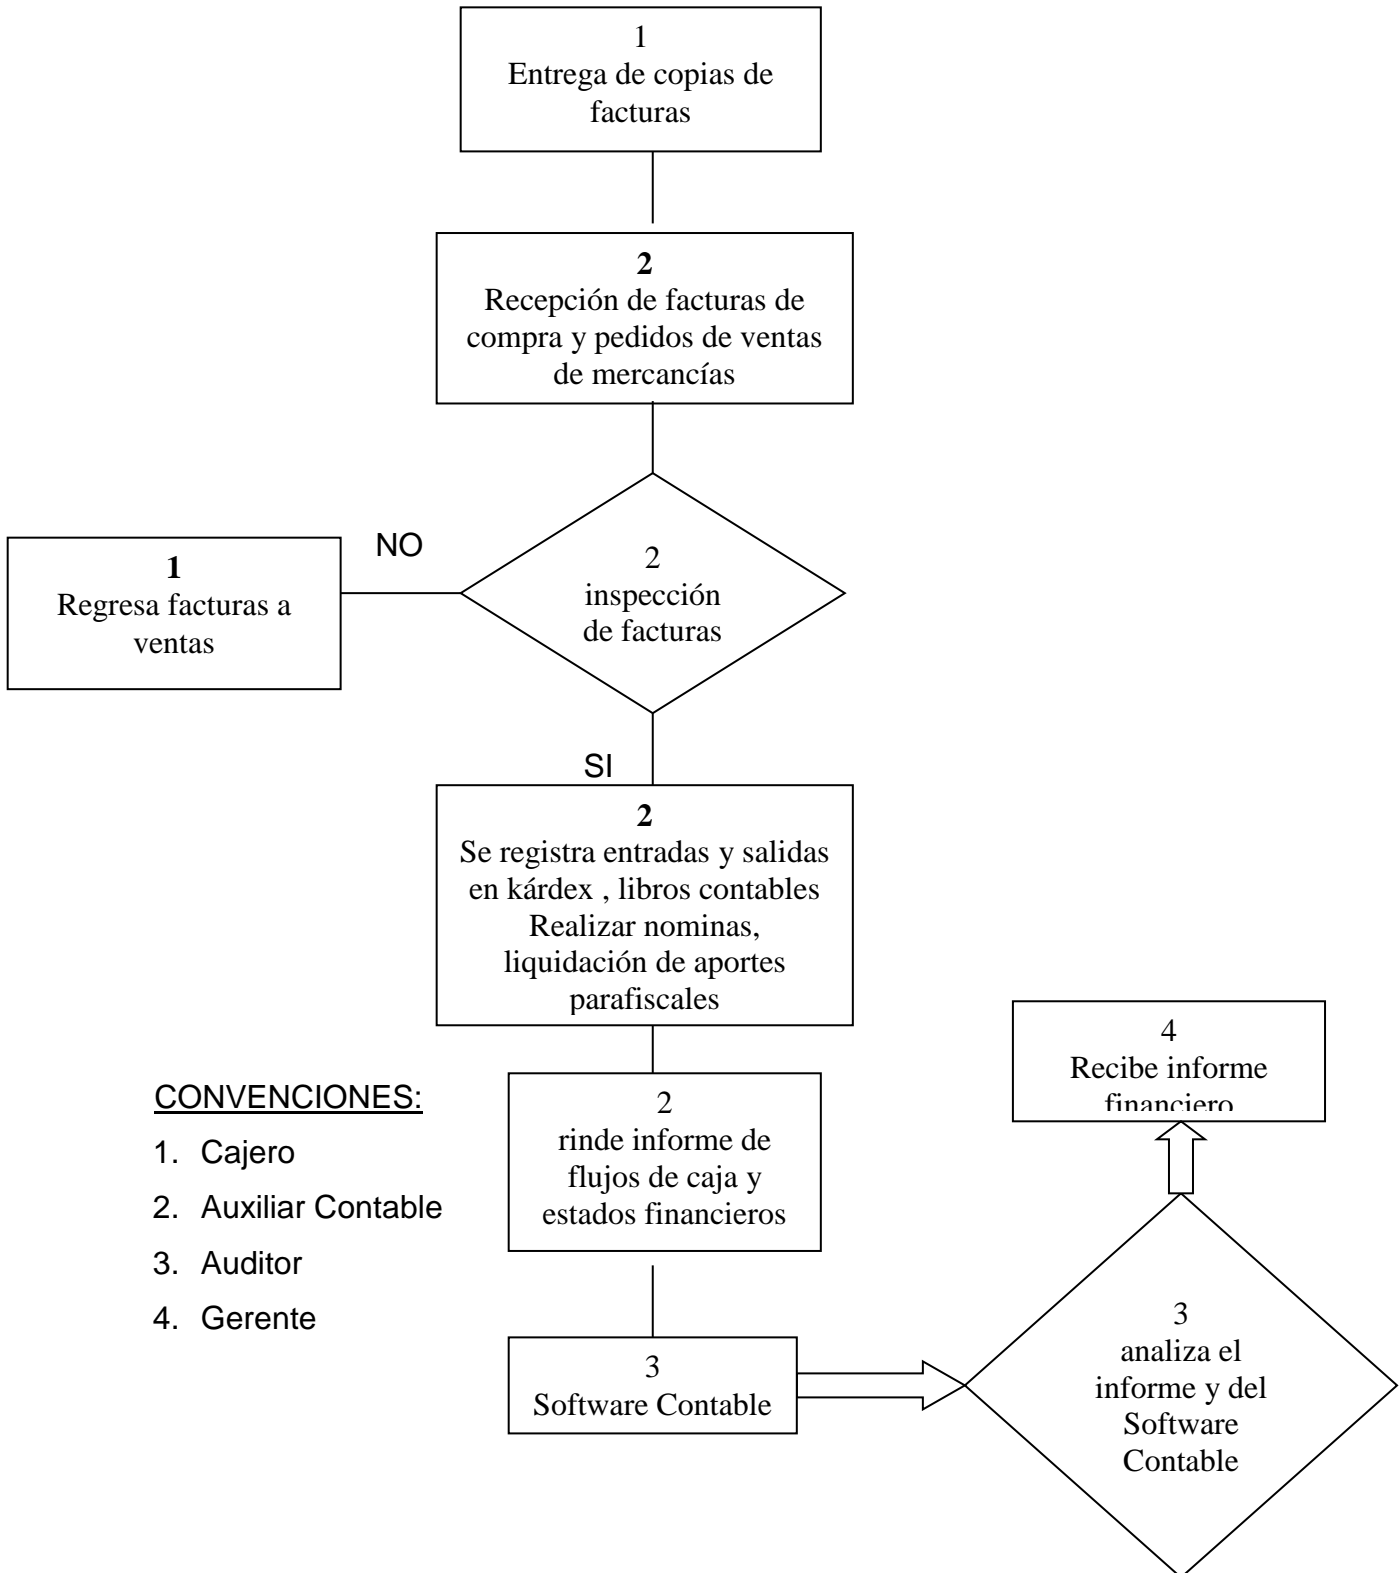 1
Entrega de copias de
facturas
2
Recepción de facturas de
compra y pedidos de ventas
de mercancías
NO
1
Regresa facturas a
ventas
2
inspección
de facturas
SI
2
Se registra entradas y salidas
en kárdex , libros contables
Realizar nominas,
liquidación de aportes
parafiscales
4
Recibe informe
financiero
CONVENCIONES:
1. Cajero
2. Auxiliar Contable
3. Auditor
4. Gerente
2
rinde informe de
flujos de caja y
estados financieros
3
Software Contable
3
analiza el
informe y del
Software
Contable